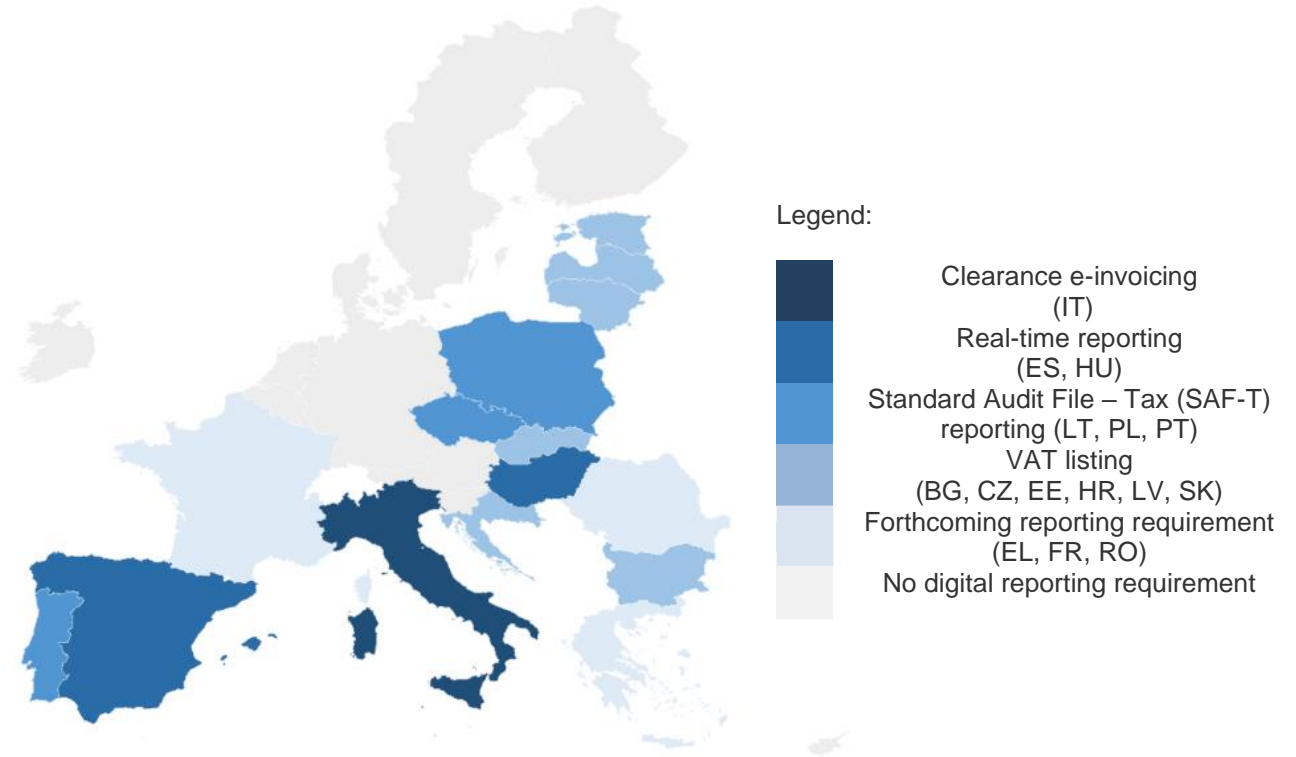 Legend:
Clearance e-invoicing
(IT)
Real-time reporting
(ES, HU)
Standard Audit File – Tax (SAF-T)
reporting (LT, PL, PT)
VAT listing
(BG, CZ, EE, HR, LV, SK)
Forthcoming reporting requirement
(EL, FR, RO)
No digital reporting requirement